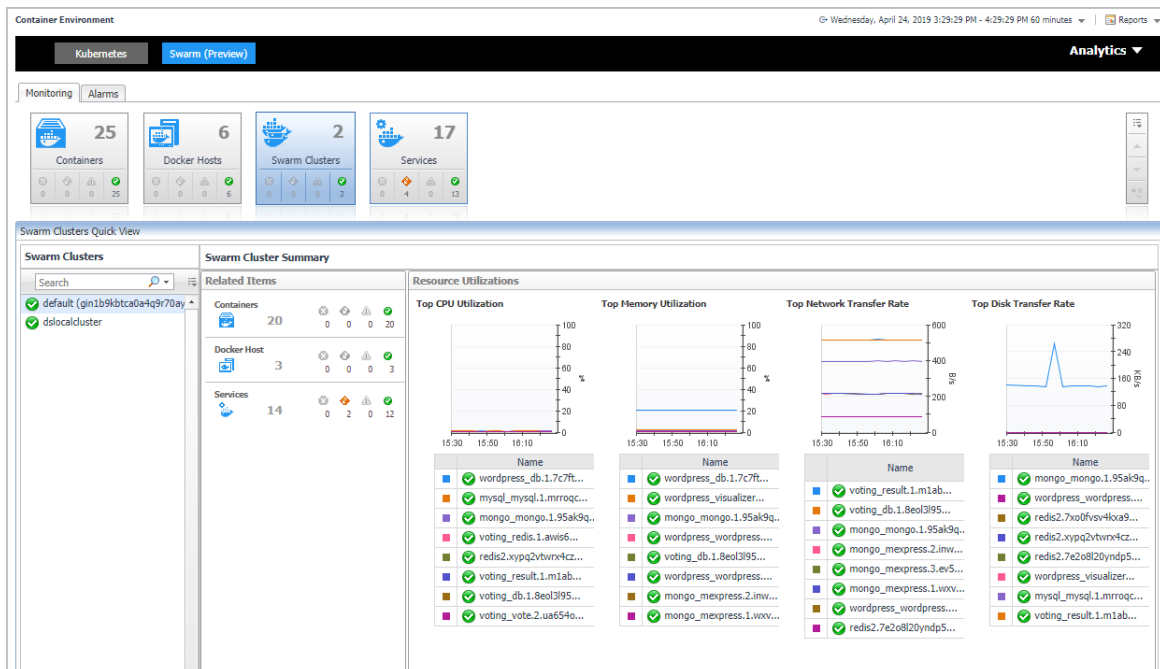 Container Environment
Wednesday, April 24, 2019 3:29:29 PM - 4:29:29 PM 60 minutes
Reports
Kubernetes
Swarm (Preview)
Analytics
Monitoring
Alarms
25
Containers
0 0 0 25
6
Docker Hosts
0 0 0 6
2
Swarm Clusters
0 0 0 2
17
Services
0 4 0 13
Swarm Clusters Quick View
Swarm Clusters
Search
default (gin1b9kbtca0a4q9r70ay
dslocalcluster
Swarm Cluster Summary
Related Items
Containers
20
0 0 0 20
Docker Host
3
0 0 0 3
Services
14
0 2 0 12
Resource Utilizations
Top CPU Utilization
100
80
60
40
20
0
%
15:30 15:50 16:10
Name
wordpress_db.1.7c7ft...
mysql_mysql.1.mrroqc...
mongo_mongo.1.95ak9q...
voting_redis.1.awis6...
redis2.xypq2vtwrx4cz...
voting_result.1.m1ab...
voting_db.1.8eol3l95...
voting_vote.2.ua654o...
Top Memory Utilization
100
80
60
40
20
0
%
15:30 15:50 16:10
Name
wordpress_db.1.7c7ft...
wordpress_visualizer...
mongo_mongo.1.95ak9q...
wordpress_wordpress....
voting_db.1.8eol3l95...
wordpress_wordpress....
mongo_mexpress.2.inw...
mongo_mexpress.1.wxv...
Top Network Transfer Rate
600
400
200
0
B/s
15:30 15:50 16:10
Name
voting_result.1.m1ab...
voting_db.1.8eol3l95...
mongo_mongo.1.95ak9q...
mongo_mexpress.2.inw...
mongo_mexpress.3.ev5...
mongo_mexpress.1.wxv...
wordpress_wordpress....
redis2.7e2o8l20yndp5...
Top Disk Transfer Rate
320
240
160
80
0
KB/s
15:30 15:50 16:10
Name
mongo_mongo.1.95ak9q...
wordpress_wordpress....
redis2.7xo0fvsv4kxa9...
redis2.xypq2vtwrx4cz...
redis2.7e2o8l20yndp5...
wordpress_visualizer...
mysql_mysql.1.mrroqc...
voting_result.1.m1ab...